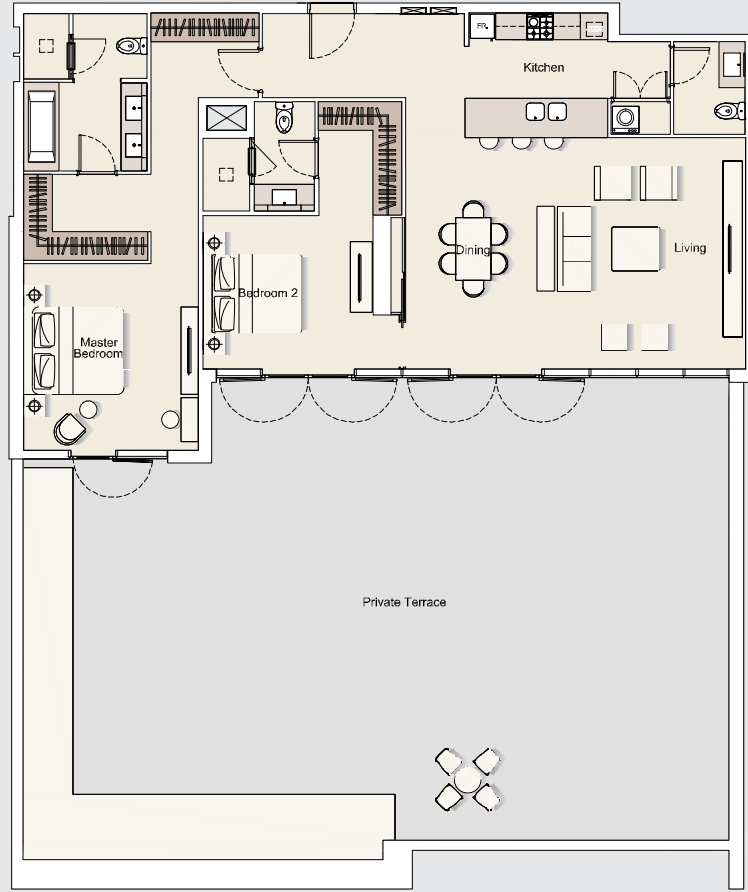 FR.
Kitchen
Dining
Living
Bedroom 2
Master
Bedroom
Private Terrace